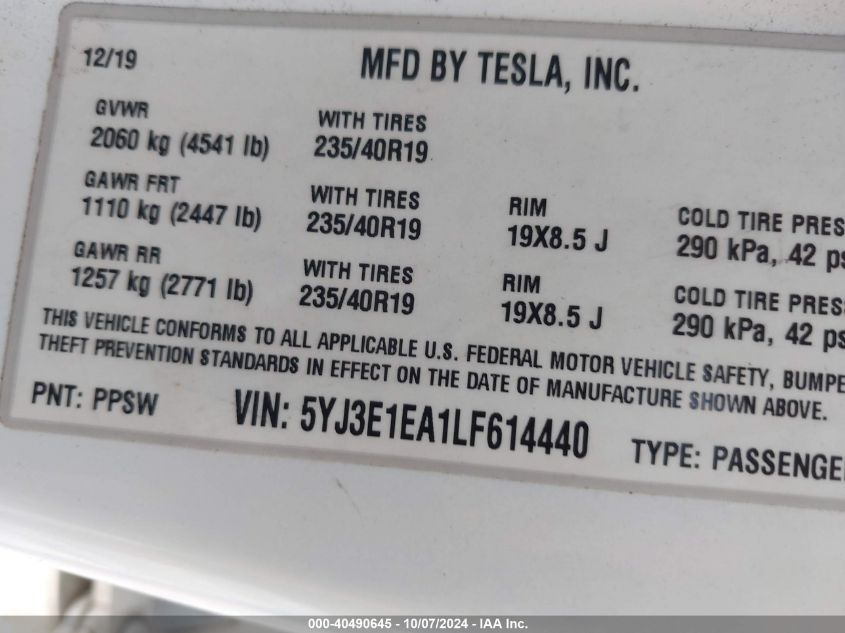 12/19
MFD BY TESLA, INC.
GVWR
2060 kg (4541 lb)
WITH TIRES
235/40R19
GAWR FRT
1110 kg (2447 lb)
WITH TIRES
235/40R19
RIM
19X8.5 J
COLD TIRE PRES
290 kPa, 42 ps
GAWR RR
1257 kg (2771 lb)
WITH TIRES
235/40R19
RIM
19X8.5 J
COLD TIRE PRES
290 kPa, 42 ps
THIS VEHICLE CONFORMS TO ALL APPLICABLE U.S. FEDERAL MOTOR VEHICLE SAFETY, BUMPE
THEFT PREVENTION STANDARDS IN EFFECT ON THE DATE OF MANUFACTURE SHOWN ABOVE.
PNT: PPSW
VIN: 5YJ3E1EA1LF614440
TYPE: PASSENGE
000-40490645 - 10/07/2024 - IAA Inc.